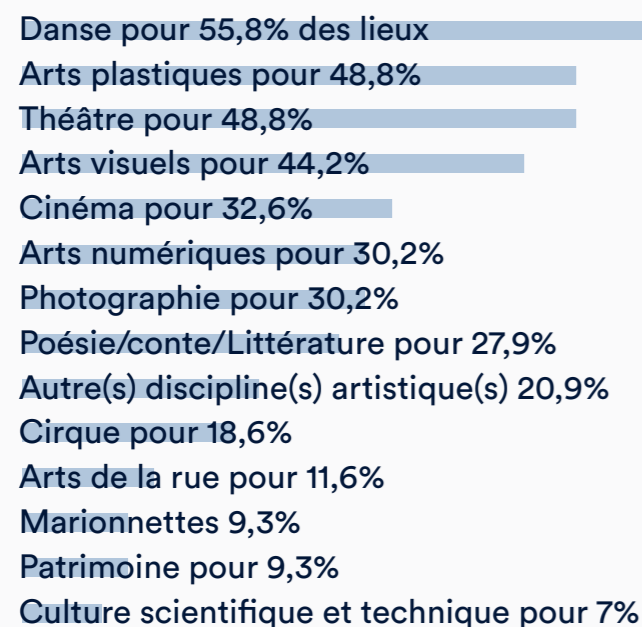 Danse pour 55,8% des lieux
Arts plastiques pour 48,8%
Théâtre pour 48,8%
Arts visuels pour 44,2%
Cinéma pour 32,6%
Arts numériques pour 30,2%
Photographie pour 30,2%
Poésie/conte/Littérature pour 27,9%
Autre(s) discipline(s) artistique(s) 20,9%
Cirque pour 18,6%
Arts de la rue pour 11,6%
Marionnettes 9,3%
Patrimoine pour 9,3%
Culture scientifique et technique pour 7%